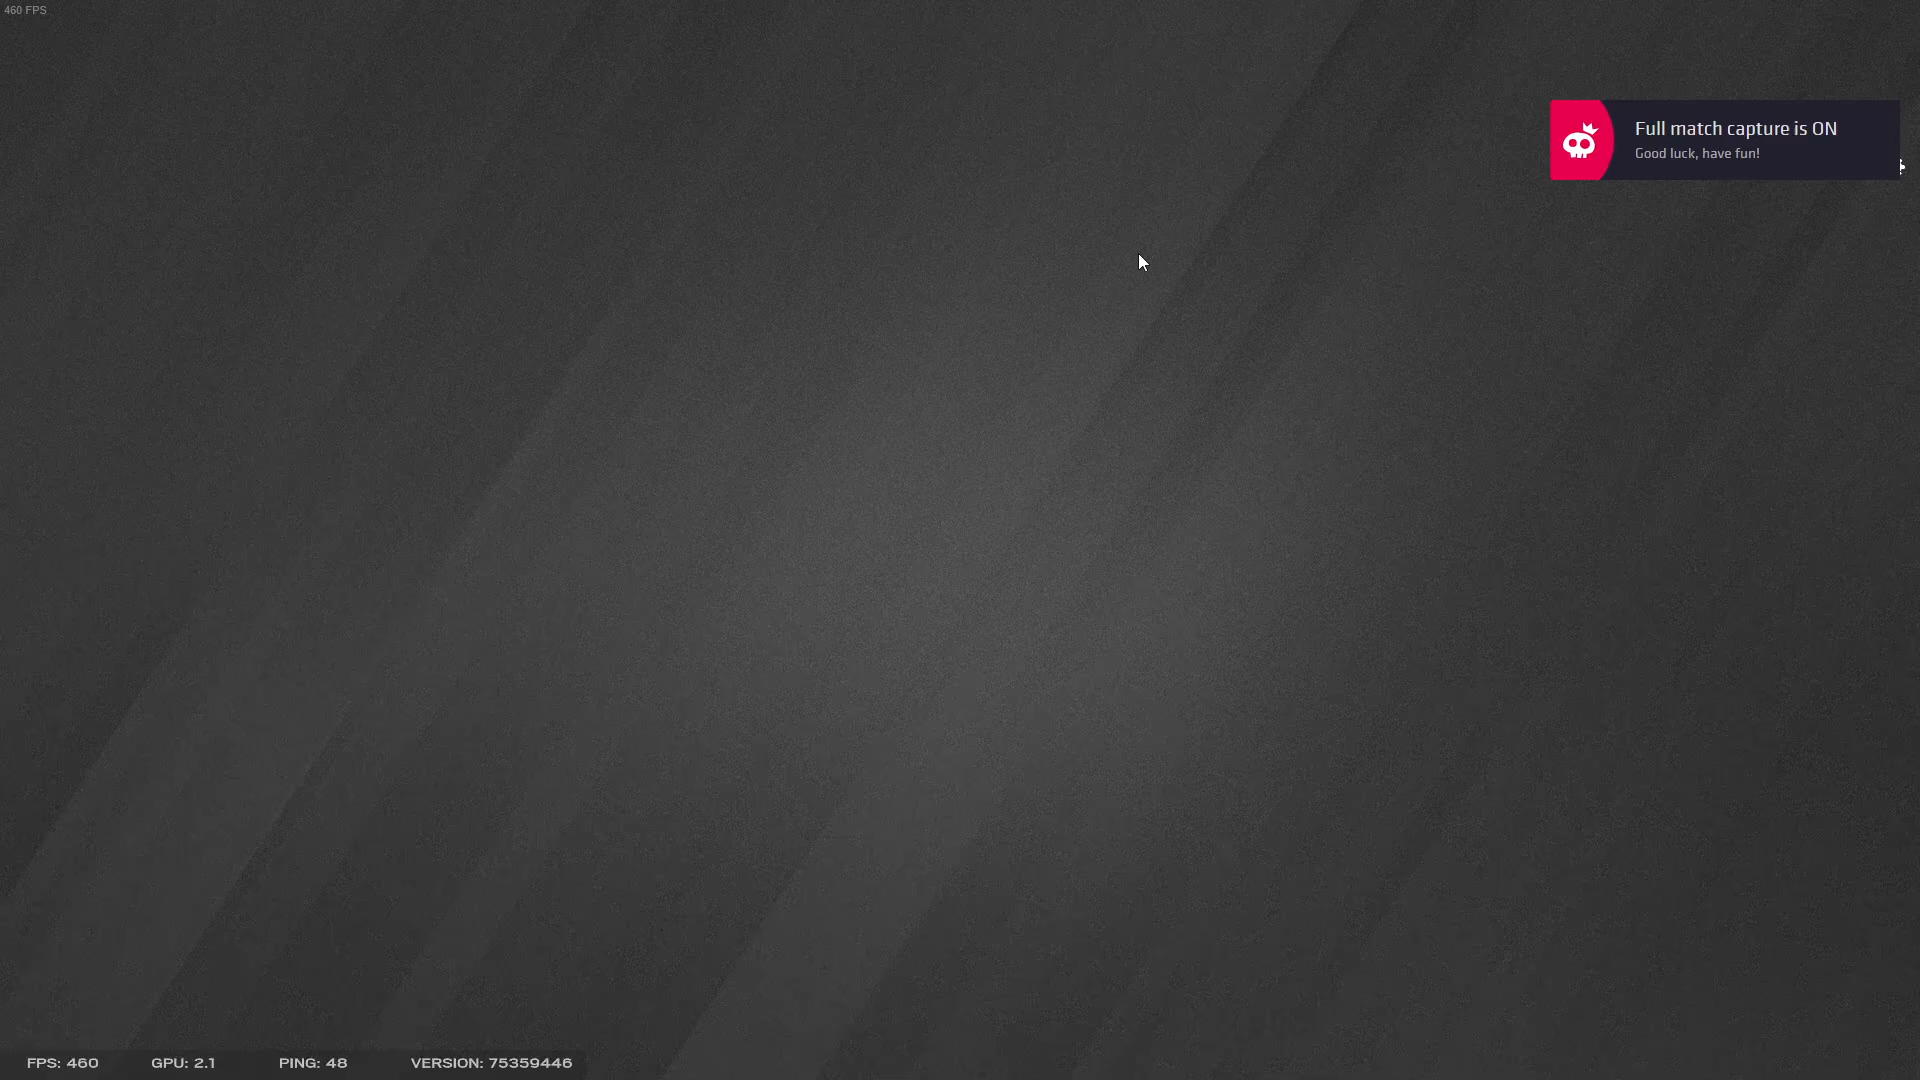 460 FPS
Full match capture is ON
Good luck, have fun!
FPS: 460 GPU: 2.1 PING: 48 VERSION: 75359446